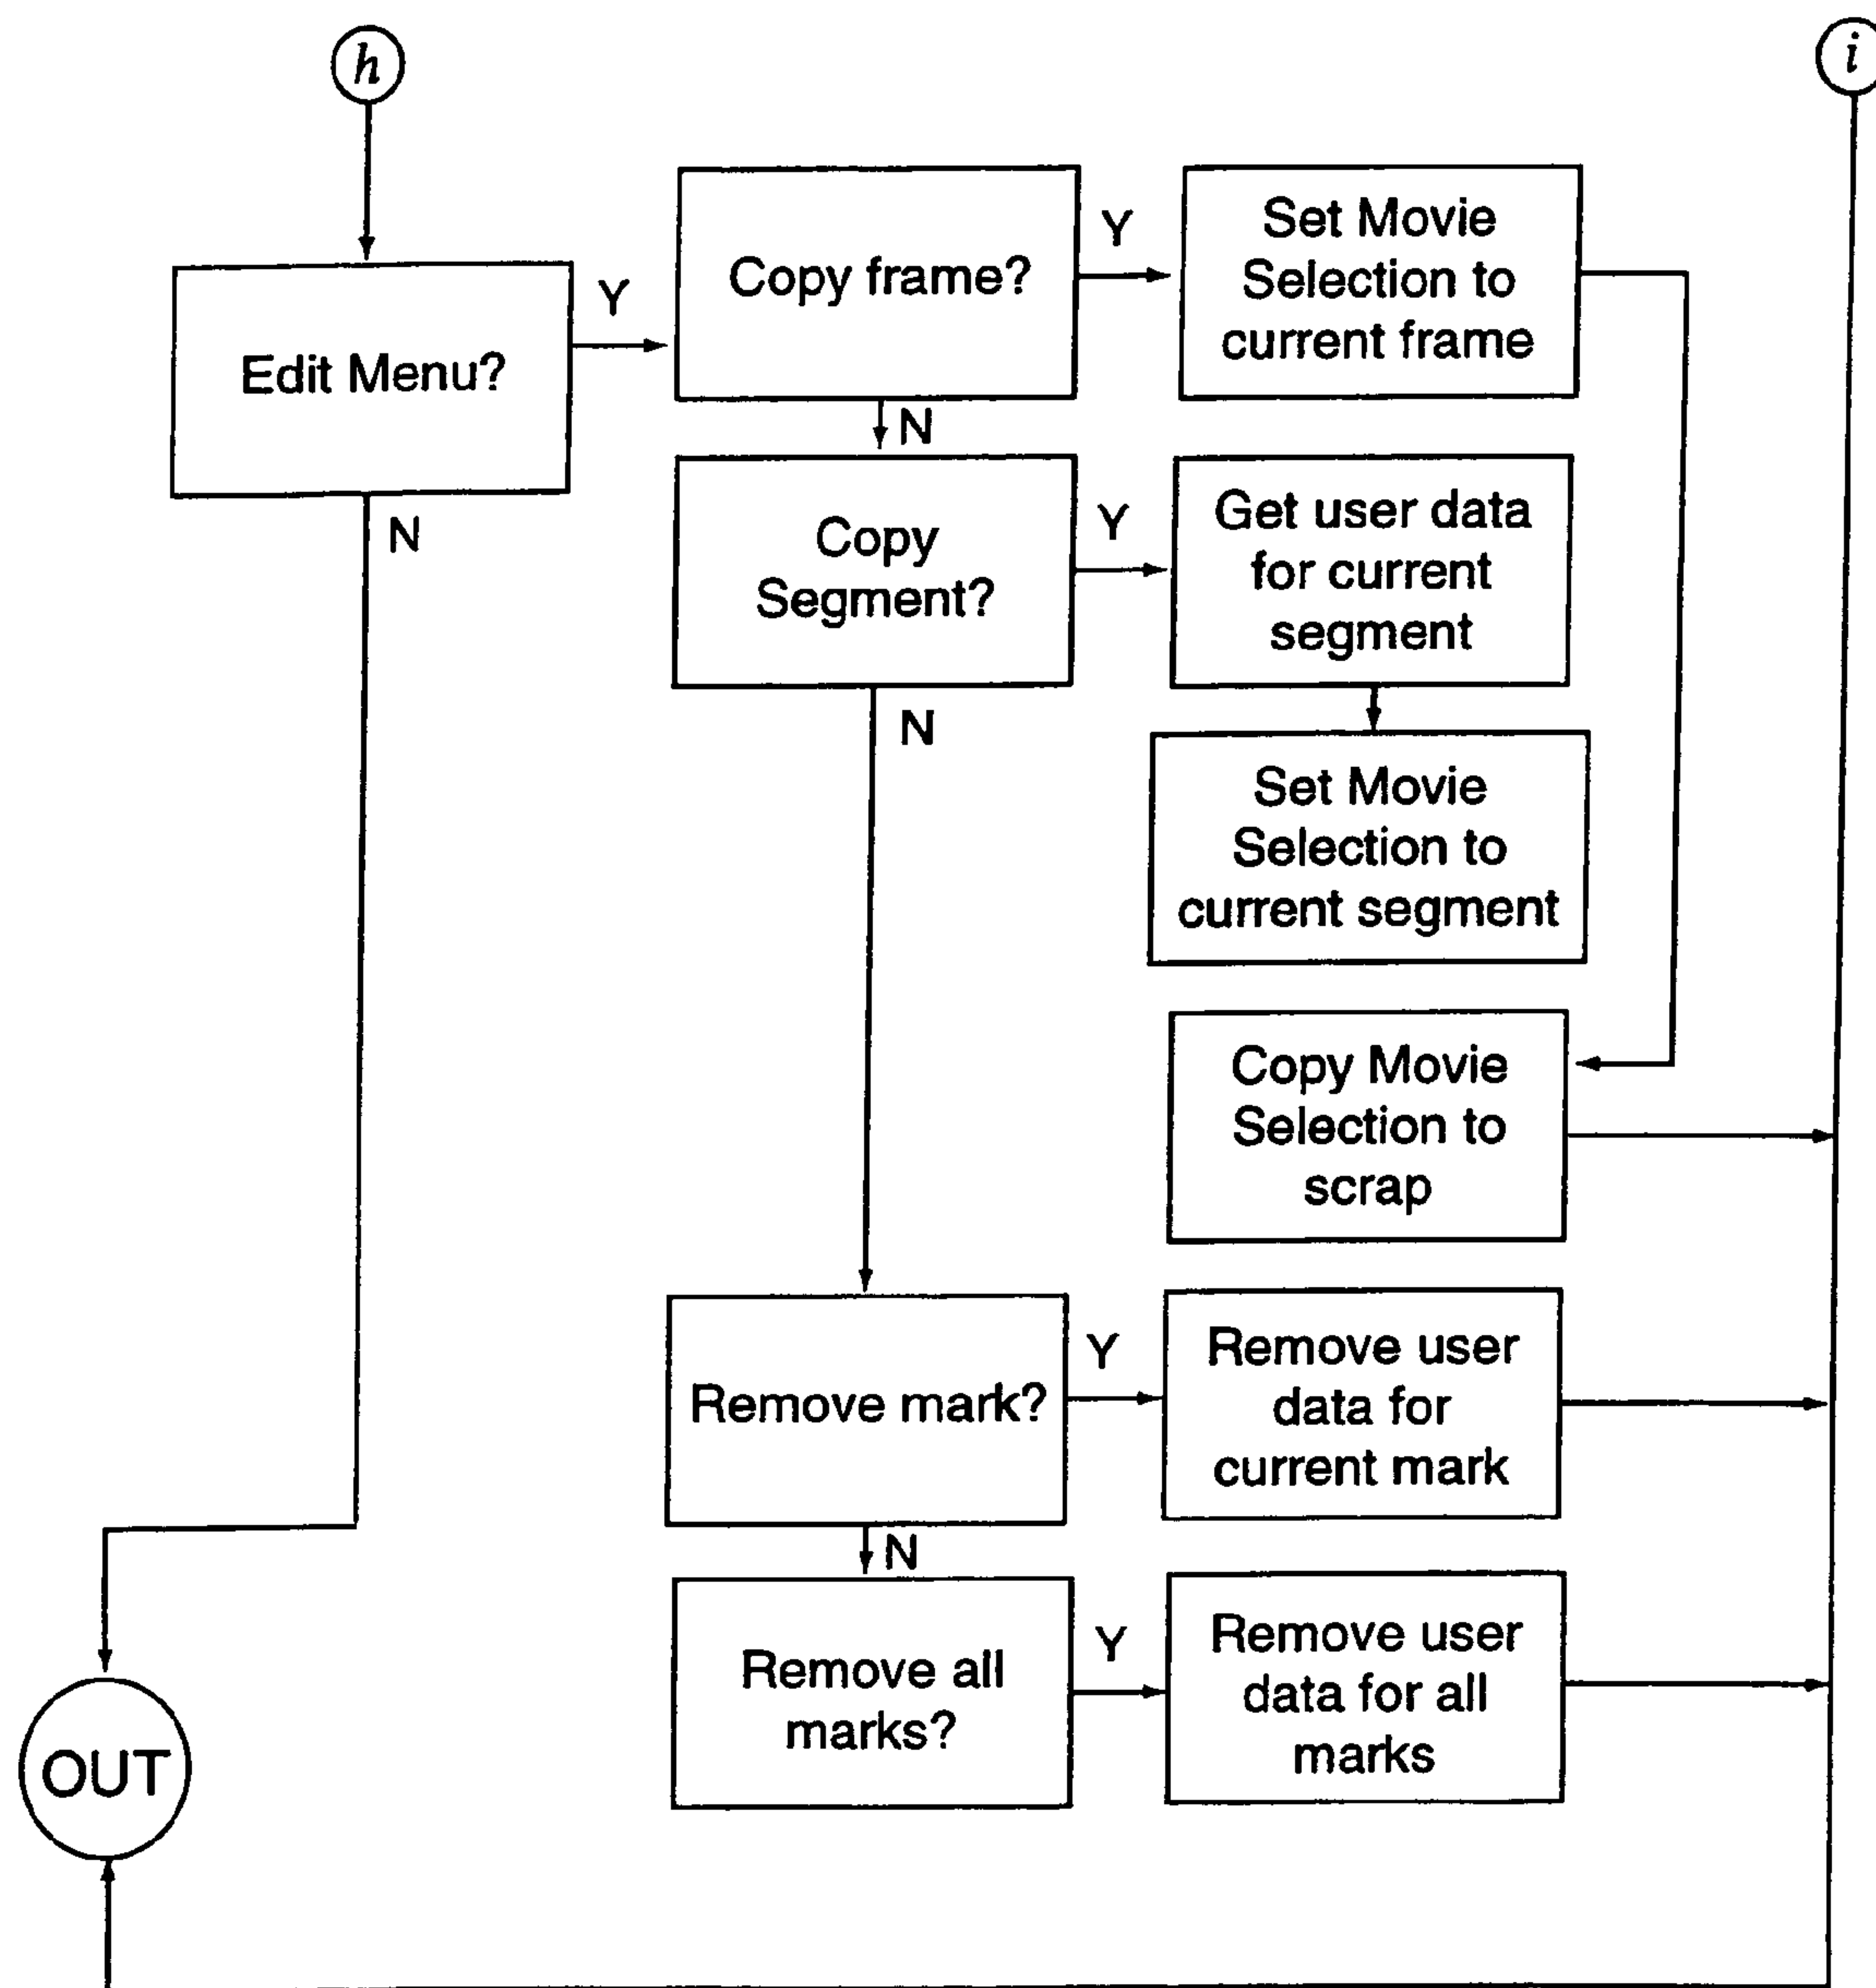 h
i
Edit Menu?
Y
N
Copy frame?
Y
N
Set Movie
Selection to
current frame
Copy
Segment?
Y
N
Get user data
for current
segment
Set Movie
Selection to
current segment
Copy Movie
Selection to
scrap
Remove mark?
Y
N
Remove user
data for
current mark
Remove all
marks?
Y
Remove user
data for all
marks
OUT